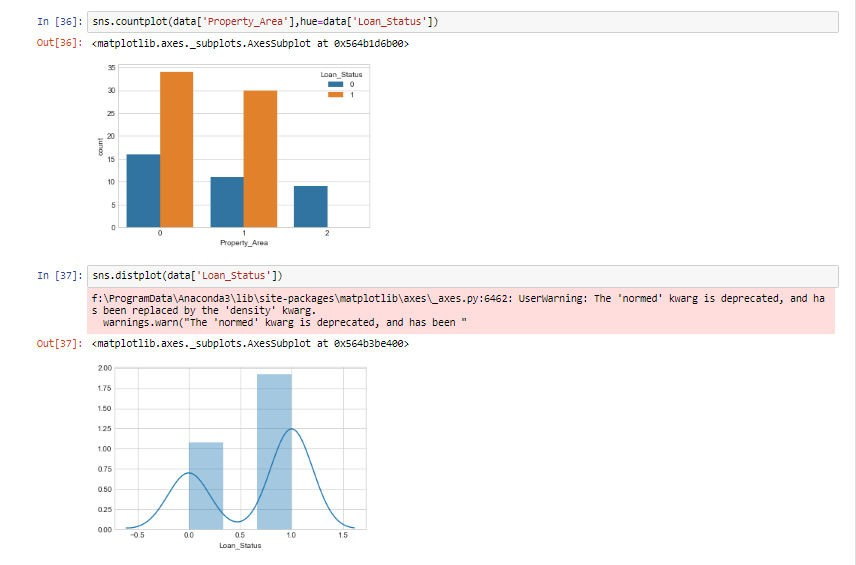 In [36]: sns.countplot(data['Property_Area'],hue=data['Loan_Status'])
Out[36]: <matplotlib.axes._subplots.AxesSubplot at 0x564b1d6b00>
35
30
25
20
15
10
5
0
count
Loan_Status
0
1
0 1 2
Property_Area
In [37]: sns.distplot(data['Loan_Status'])
f:\ProgramData\Anaconda3\lib\site-packages\matplotlib\axes\_axes.py:6462: UserWarning: The 'normed' kwarg is deprecated, and ha
s been replaced by the 'density' kwarg.
warnings.warn("The 'normed' kwarg is deprecated, and has been "
Out[37]: <matplotlib.axes._subplots.AxesSubplot at 0x564b3be400>
2.00
1.75
1.50
1.25
1.00
0.75
0.50
0.25
0.00
−0.5 0.0 0.5 1.0 1.5
Loan_Status